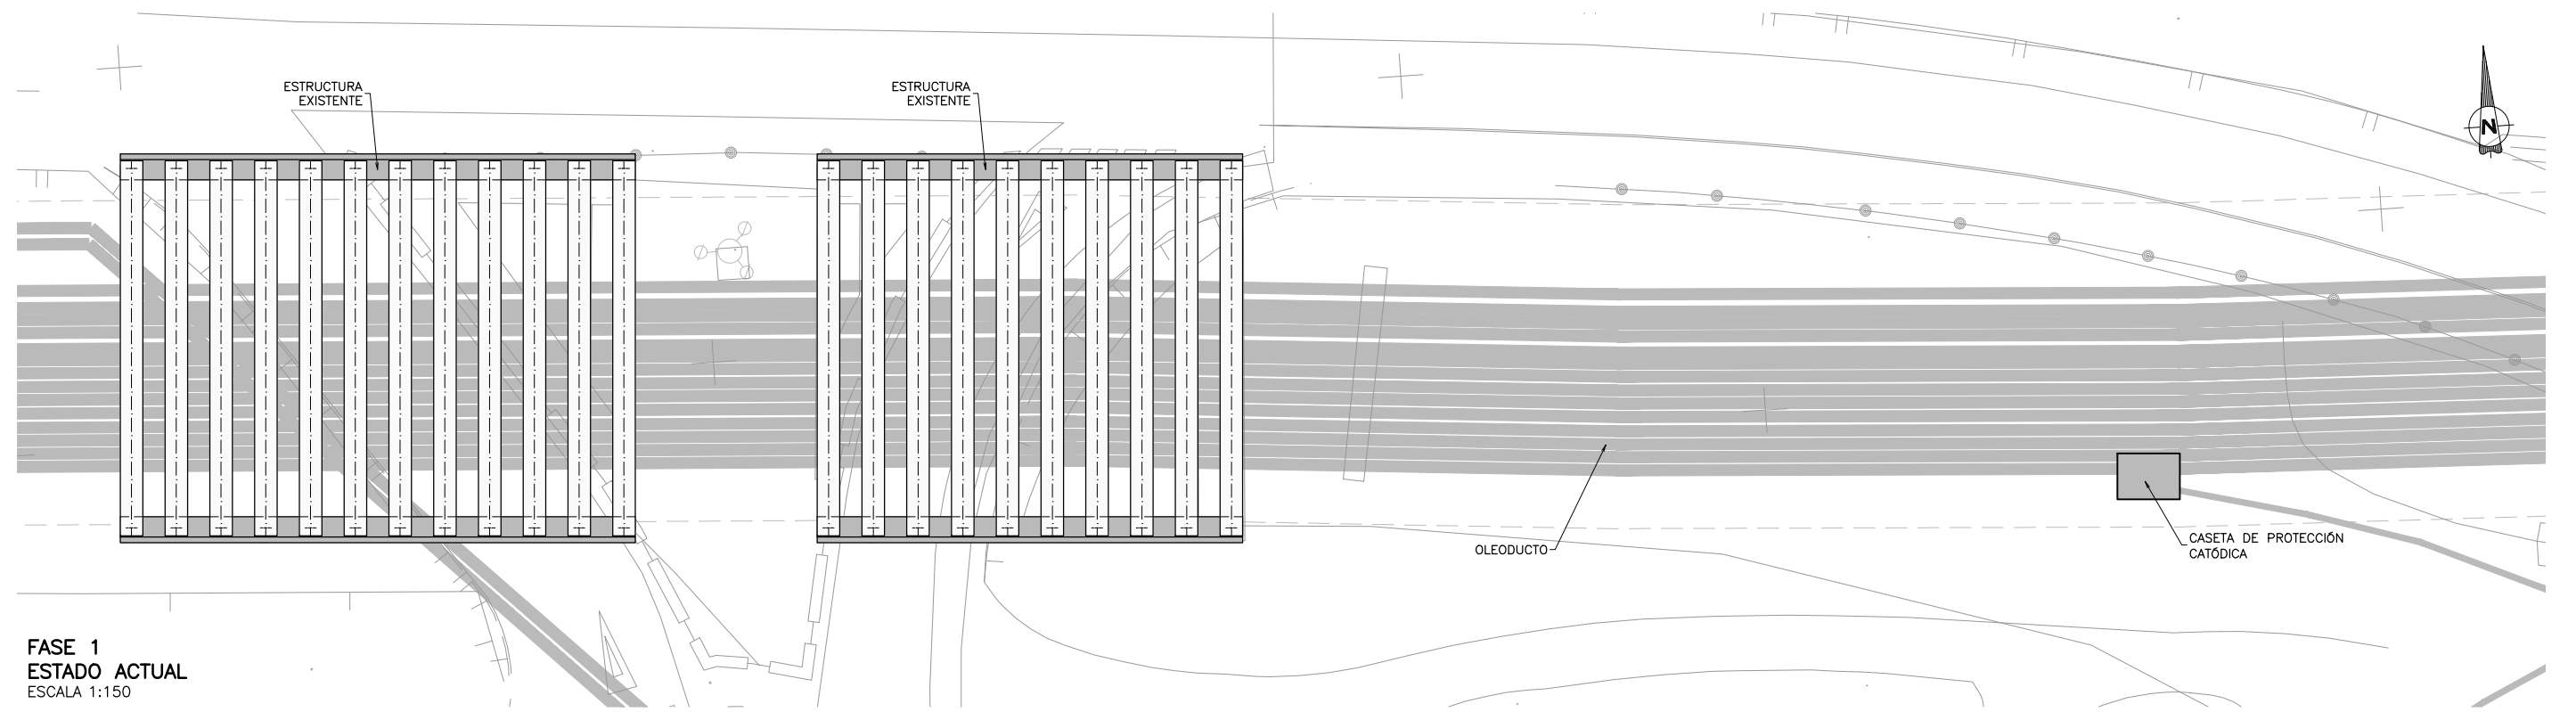 ESTRUCTURA
EXISTENTE
ESTRUCTURA
EXISTENTE
N
OLEODUCTO
CASETA DE PROTECCIÓN
CATÓDICA
FASE 1
ESTADO ACTUAL
ESCALA 1:150